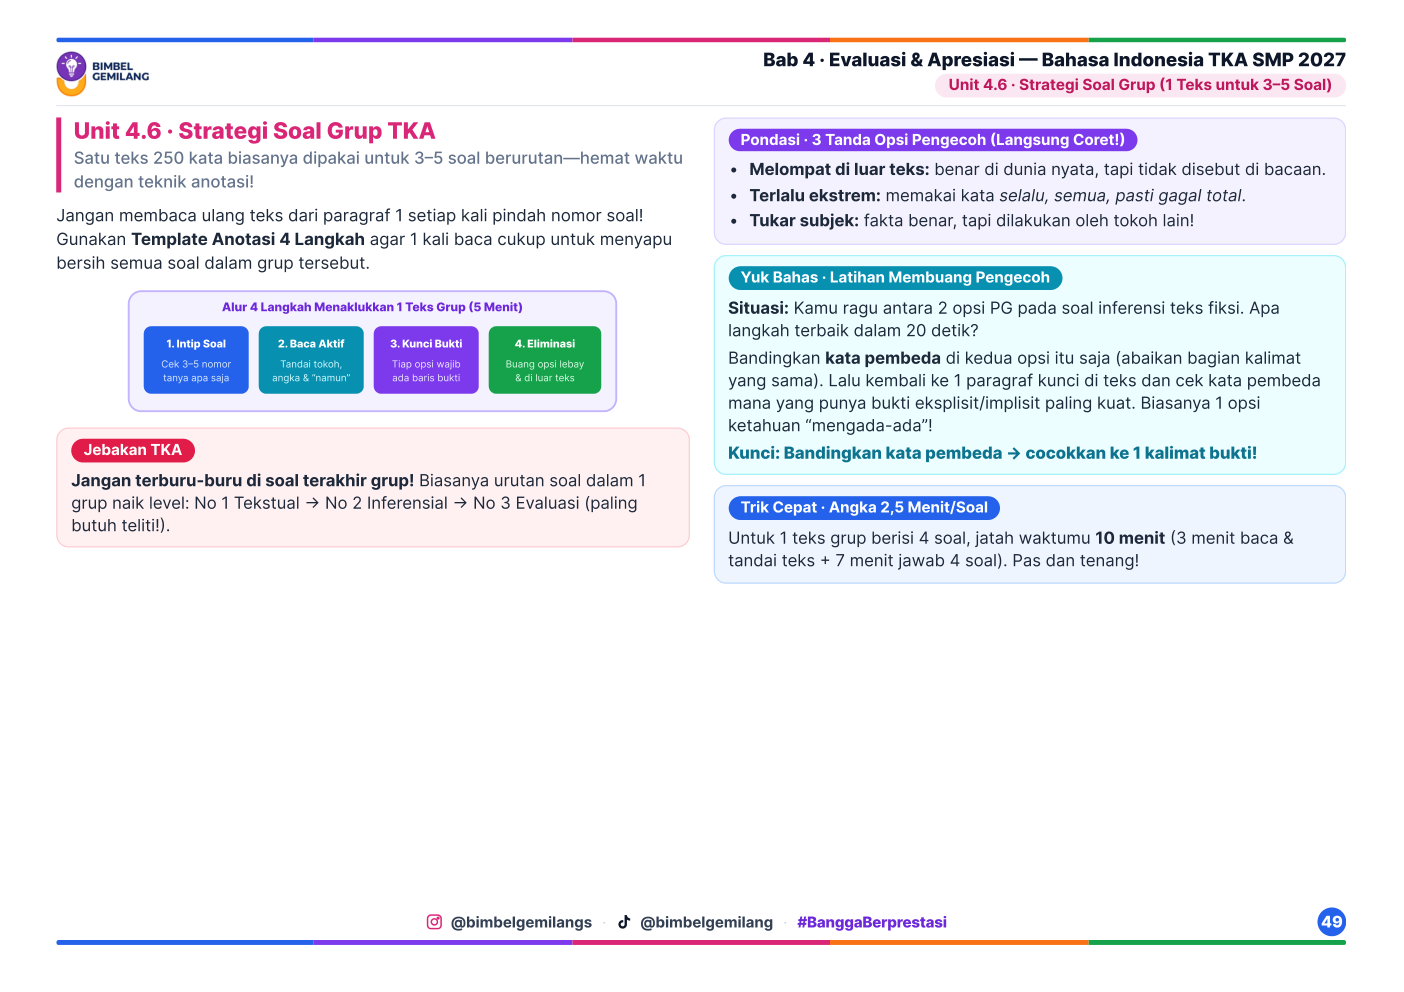 BIMBEL
GEMILANG
Bab 4 · Evaluasi & Apresiasi — Bahasa Indonesia TKA SMP 2027
Unit 4.6 · Strategi Soal Grup (1 Teks untuk 3–5 Soal)
Unit 4.6 · Strategi Soal Grup TKA
Satu teks 250 kata biasanya dipakai untuk 3–5 soal berurutan—hemat waktu
dengan teknik anotasi!
Jangan membaca ulang teks dari paragraf 1 setiap kali pindah nomor soal!
Gunakan Template Anotasi 4 Langkah agar 1 kali baca cukup untuk menyapu
bersih semua soal dalam grup tersebut.
Alur 4 Langkah Menaklukkan 1 Teks Grup (5 Menit)
1. Intip Soal
Cek 3–5 nomor
tanya apa saja
2. Baca Aktif
Tandai tokoh,
angka & “namun”
3. Kunci Bukti
Tiap opsi wajib
ada baris bukti
4. Eliminasi
Buang opsi lebay
& di luar teks
Jebakan TKA
Jangan terburu-buru di soal terakhir grup! Biasanya urutan soal dalam 1
grup naik level: No 1 Tekstual → No 2 Inferensial → No 3 Evaluasi (paling
butuh teliti!).
Pondasi · 3 Tanda Opsi Pengecoh (Langsung Coret!)
• Melompat di luar teks: benar di dunia nyata, tapi tidak disebut di bacaan.
• Terlalu ekstrem: memakai kata selalu, semua, pasti gagal total.
• Tukar subjek: fakta benar, tapi dilakukan oleh tokoh lain!
Yuk Bahas · Latihan Membuang Pengecoh
Situasi: Kamu ragu antara 2 opsi PG pada soal inferensi teks fiksi. Apa
langkah terbaik dalam 20 detik?
Bandingkan kata pembeda di kedua opsi itu saja (abaikan bagian kalimat
yang sama). Lalu kembali ke 1 paragraf kunci di teks dan cek kata pembeda
mana yang punya bukti eksplisit/implisit paling kuat. Biasanya 1 opsi
ketahuan “mengada-ada”!
Kunci: Bandingkan kata pembeda → cocokkan ke 1 kalimat bukti!
Trik Cepat · Angka 2,5 Menit/Soal
Untuk 1 teks grup berisi 4 soal, jatah waktumu 10 menit (3 menit baca &
tandai teks + 7 menit jawab 4 soal). Pas dan tenang!
@bimbelgemilangs · @bimbelgemilang · #BanggaBerprestasi
49